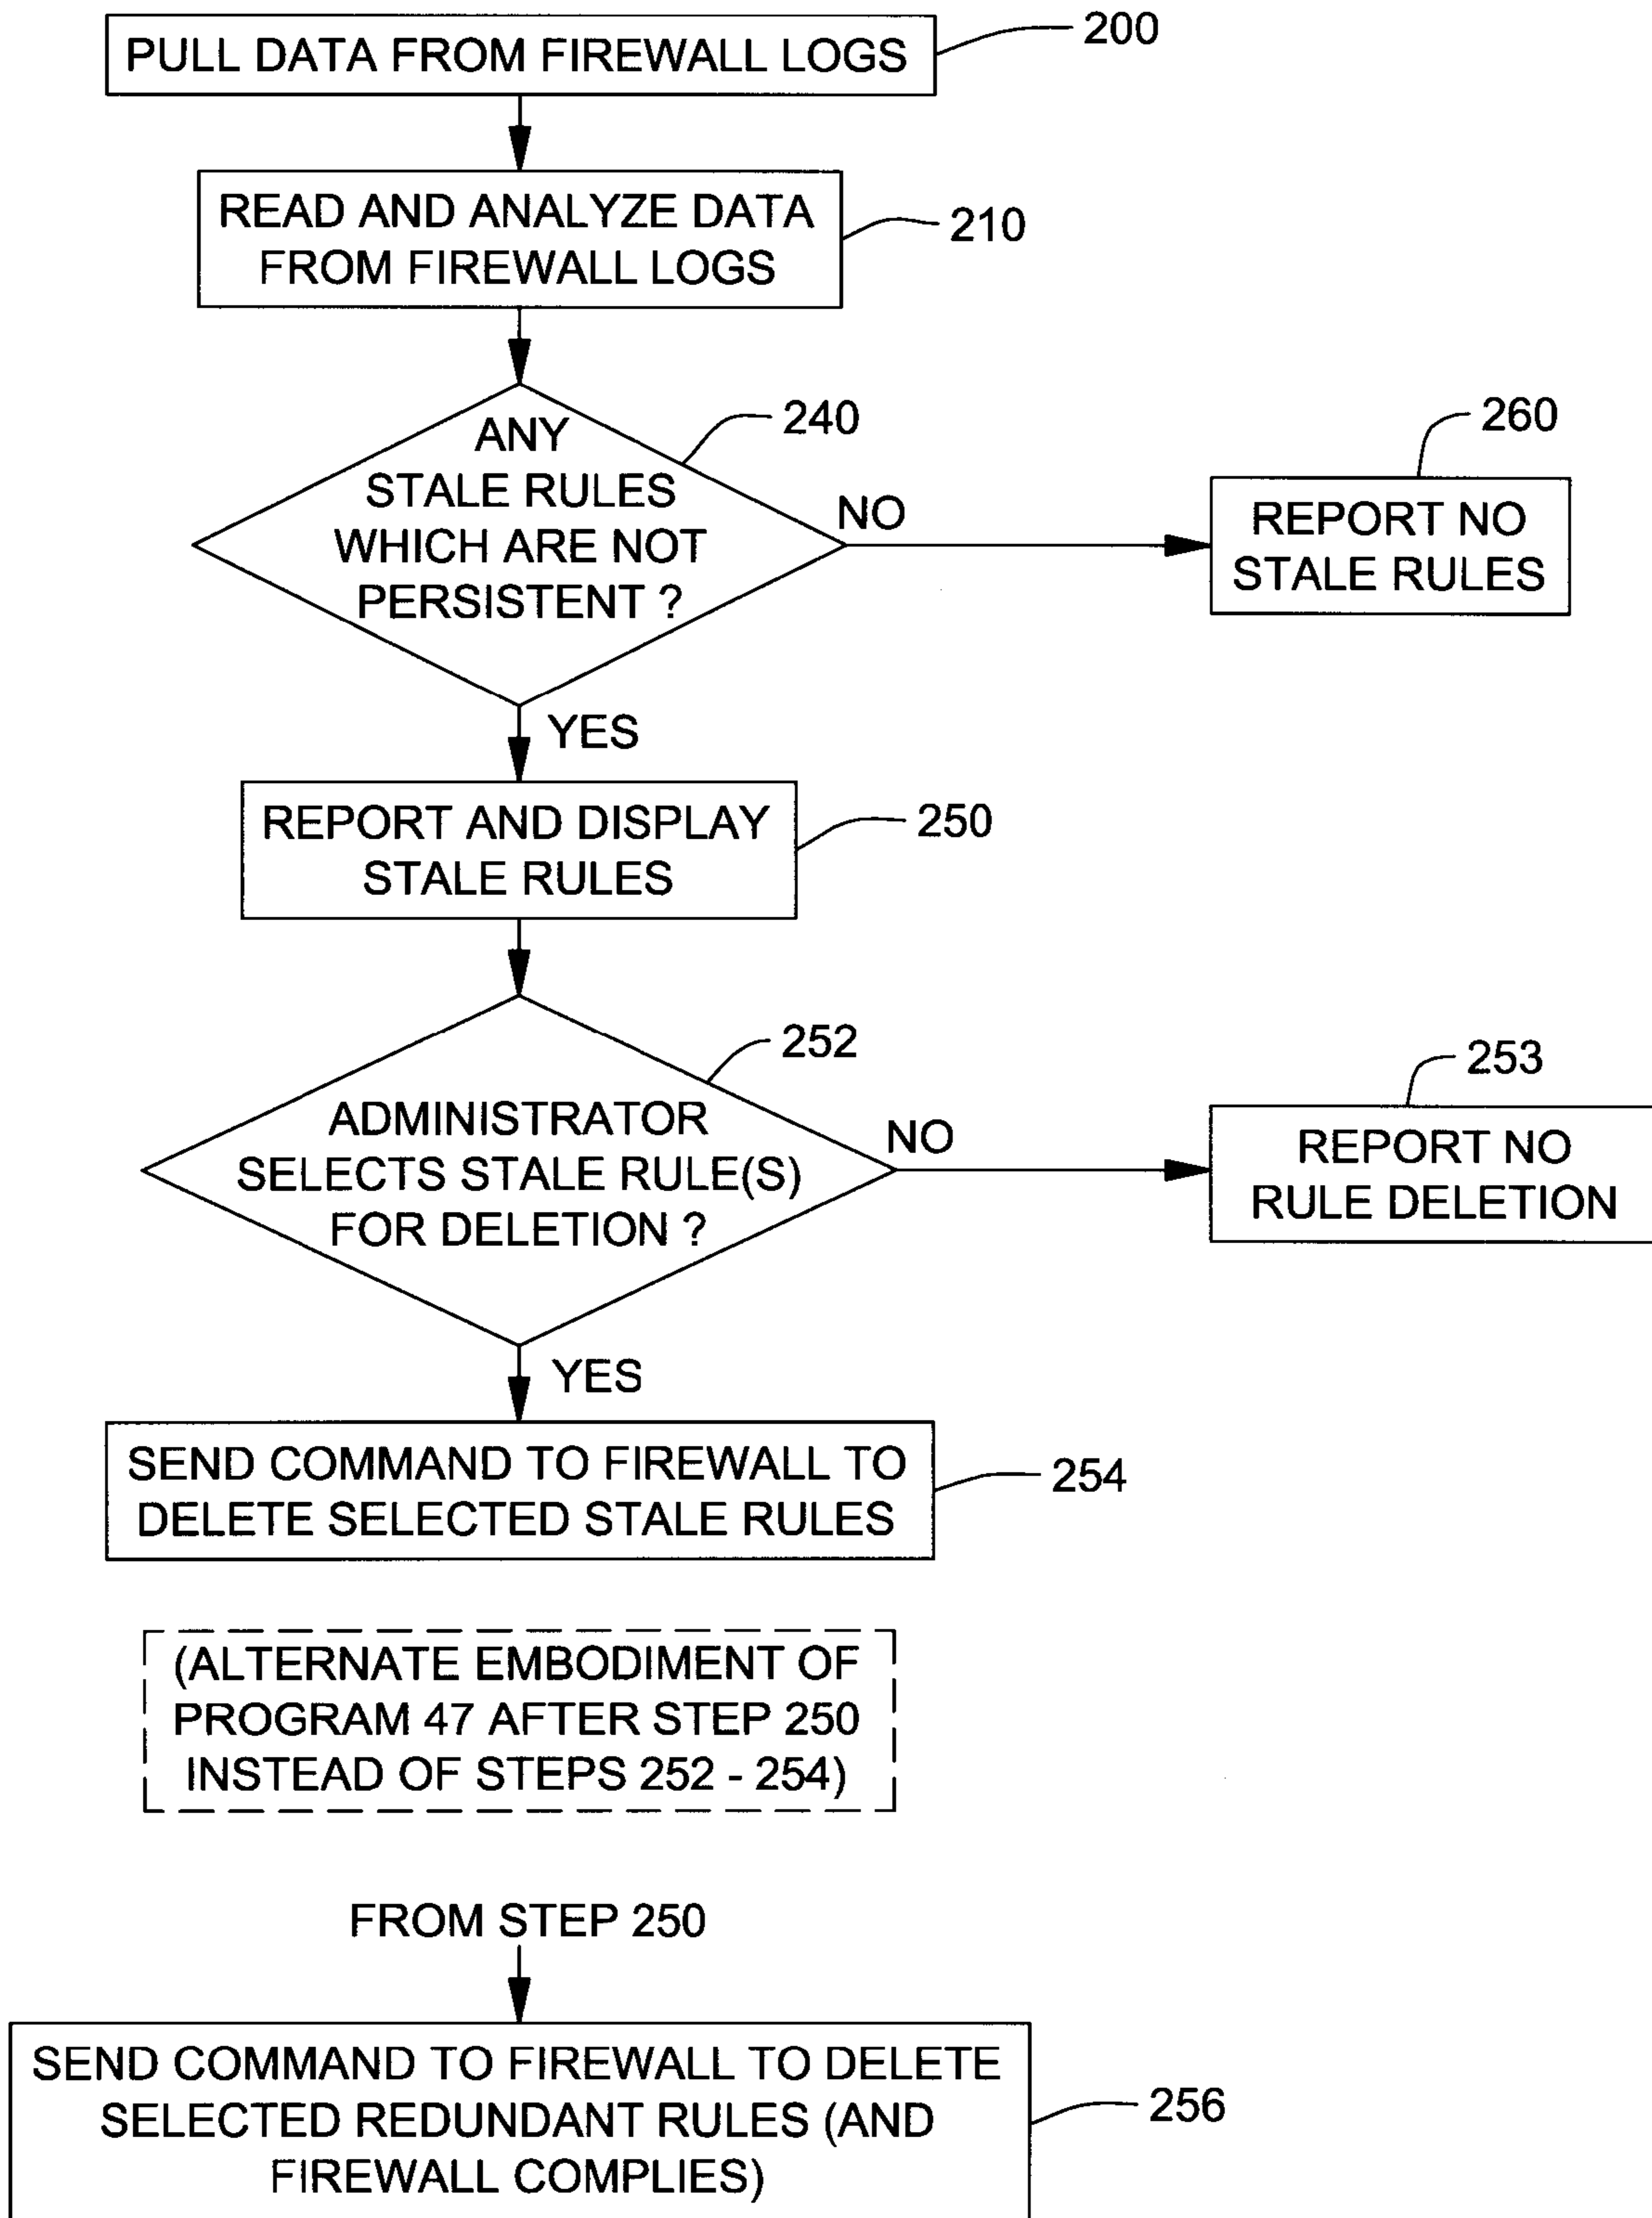 PULL DATA FROM FIREWALL LOGS
200
READ AND ANALYZE DATA
FROM FIREWALL LOGS
210
ANY
STALE RULES
WHICH ARE NOT
PERSISTENT ?
240
NO
260
REPORT NO
STALE RULES
YES
REPORT AND DISPLAY
STALE RULES
250
ADMINISTRATOR
SELECTS STALE RULE(S)
FOR DELETION ?
252
NO
253
REPORT NO
RULE DELETION
YES
SEND COMMAND TO FIREWALL TO
DELETE SELECTED STALE RULES
254
(ALTERNATE EMBODIMENT OF
PROGRAM 47 AFTER STEP 250
INSTEAD OF STEPS 252 - 254)
FROM STEP 250
SEND COMMAND TO FIREWALL TO DELETE
SELECTED REDUNDANT RULES (AND
FIREWALL COMPLIES)
256